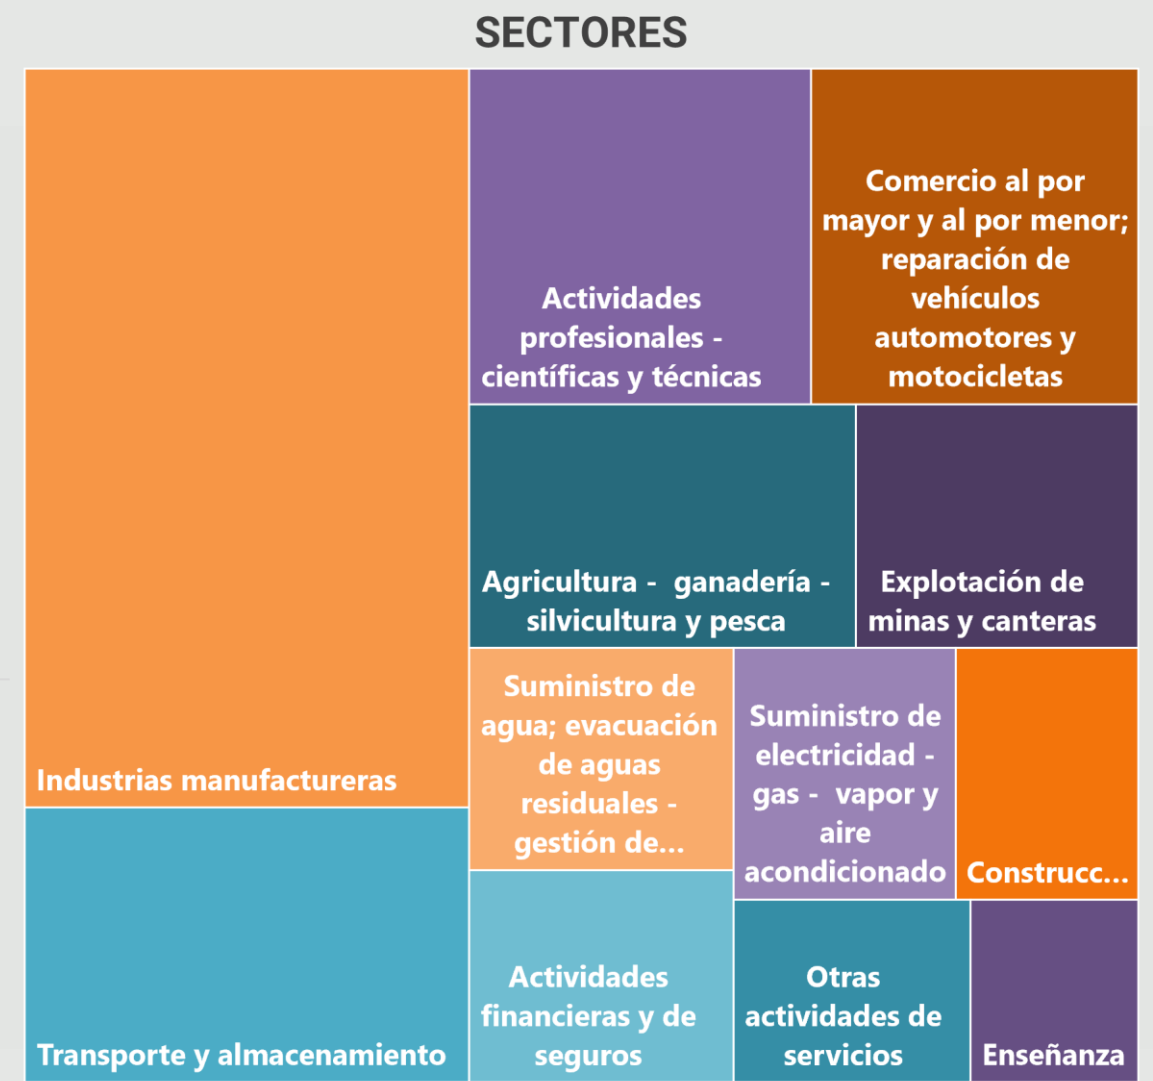 SECTORES
Industrias manufactureras
Transporte y almacenamiento
Actividades
profesionales -
científicas y técnicas
Comercio al por
mayor y al por menor;
reparación de
vehículos
automotores y
motocicletas
Agricultura -  ganadería -
silvicultura y pesca
Explotación de
minas y canteras
Suministro de
agua; evacuación
de aguas
residuales -
gestión de...
Suministro de
electricidad -
gas -  vapor y
aire
acondicionado
Construcc...
Actividades
financieras y de
seguros
Otras
actividades de
servicios
Enseñanza